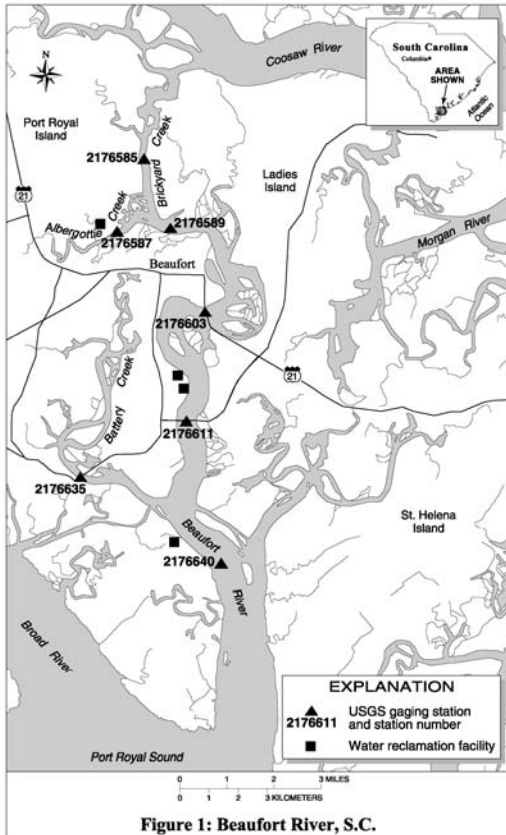 Coosaw River
South Carolina
Columbia
AREA
SHOWN
Atlantic
Ocean
N
Port Royal
Island
Brickyard Creek
2176585
Ladies
Island
21
Albergottie Creek
2176589
2176587
Morgan River
Beaufort
2176603
Battery Creek
21
2176611
2176635
St. Helena
Island
Beaufort River
2176640
Broad River
EXPLANATION
USGS gaging station
and station number
2176611
Water reclamation facility
Port Royal Sound
0 1 2 3 MILES
0 1 2 3 KILOMETERS
Figure 1: Beaufort River, S.C.